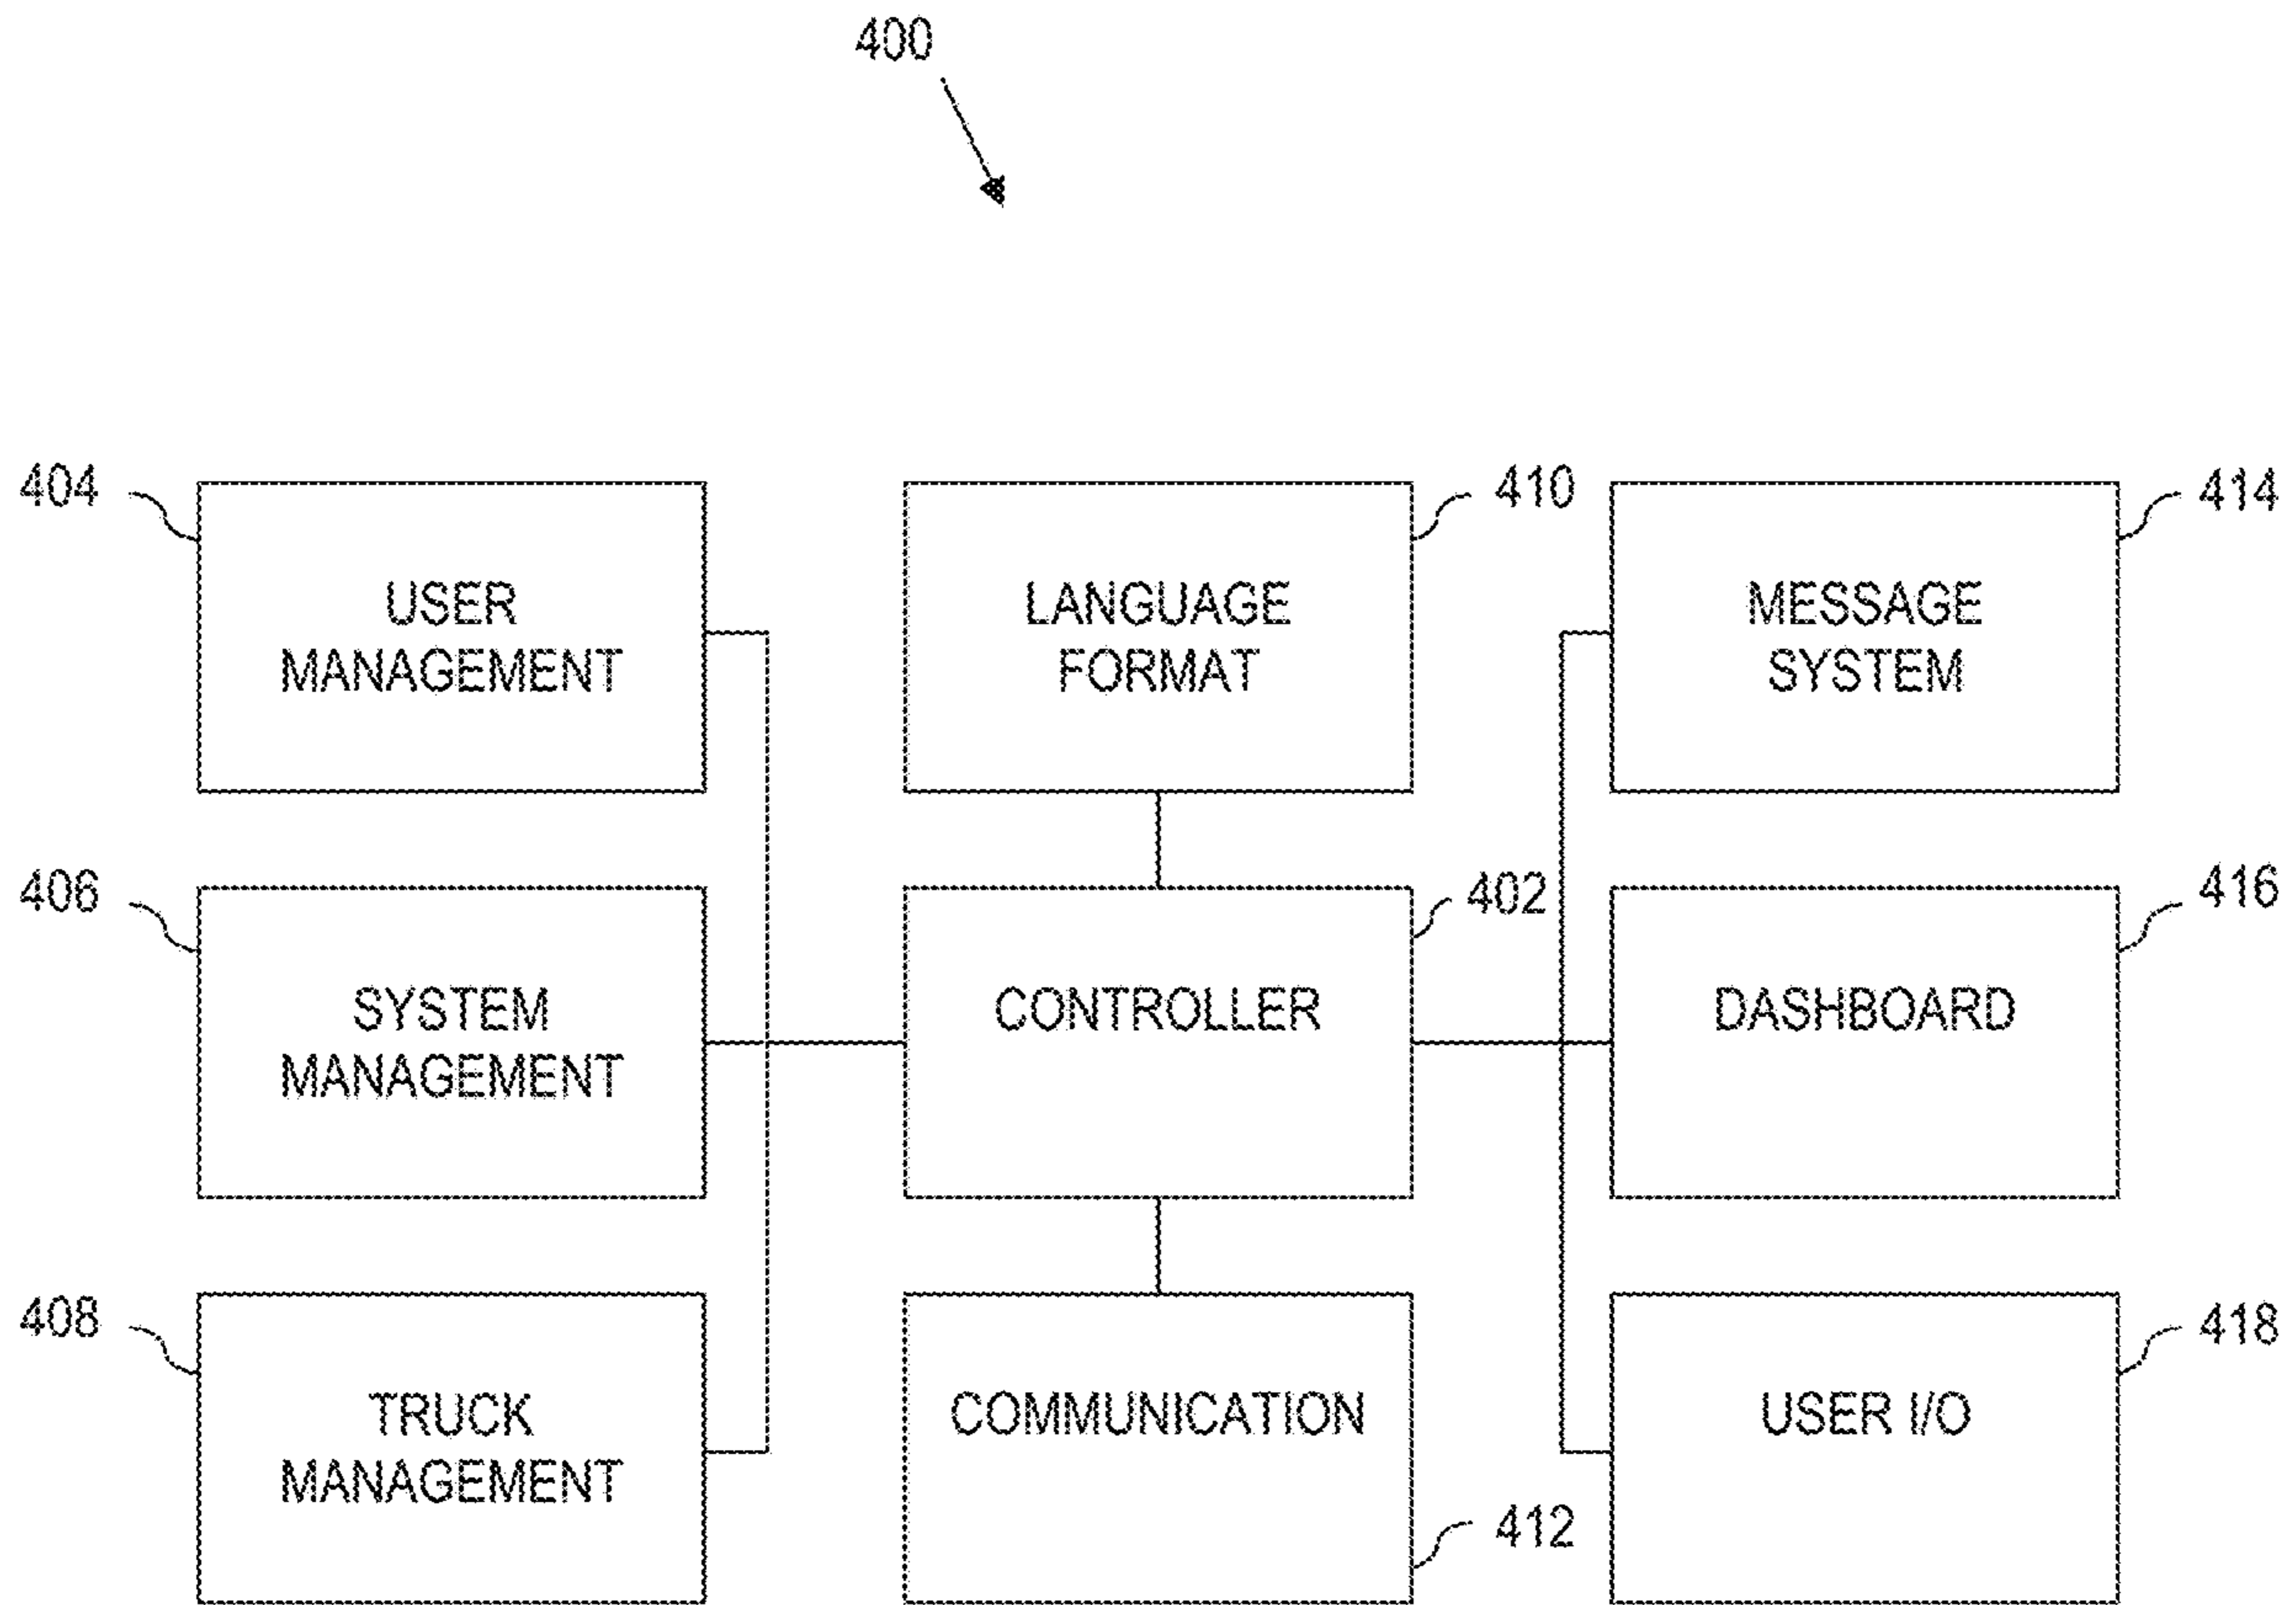 400
404
USER
MANAGEMENT
410
LANGUAGE
FORMAT
414
MESSAGE
SYSTEM
406
SYSTEM
MANAGEMENT
402
CONTROLLER
416
DASHBOARD
408
TRUCK
MANAGEMENT
COMMUNICATION
412
418
USER I/O